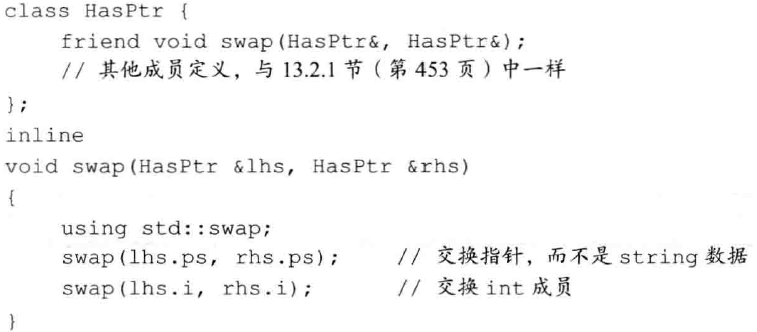 class HasPtr {
    friend void swap(HasPtr&, HasPtr&);
    // 其他成员定义，与 13.2.1 节（第 453 页）中一样
};
inline
void swap(HasPtr &lhs, HasPtr &rhs)
{
    using std::swap;
    swap(lhs.ps, rhs.ps);    // 交换指针，而不是 string 数据
    swap(lhs.i, rhs.i);      // 交换 int 成员
}